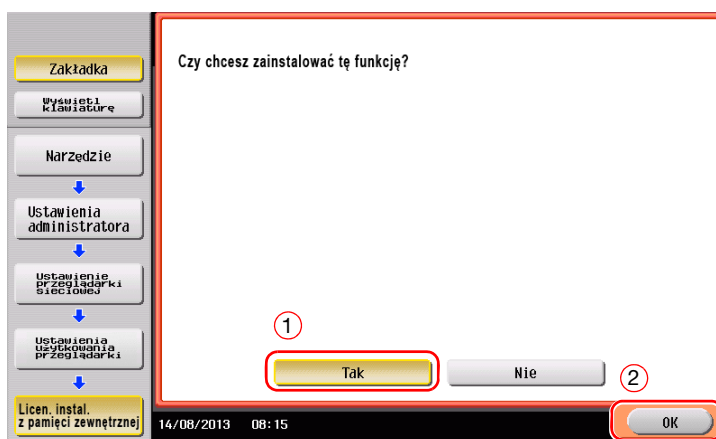 Zakładka
Wyświetl
klawiaturę
Narzędzie
Ustawienia
administratora
Ustawienie
przeglądarki
sieciowej
Ustawienia
użytkowania
przeglądarki
Licen. instal.
z pamięci zewnętrznej
Czy chcesz zainstalować tę funkcję?
1
Tak
Nie
2
14/08/2013 08:15
OK